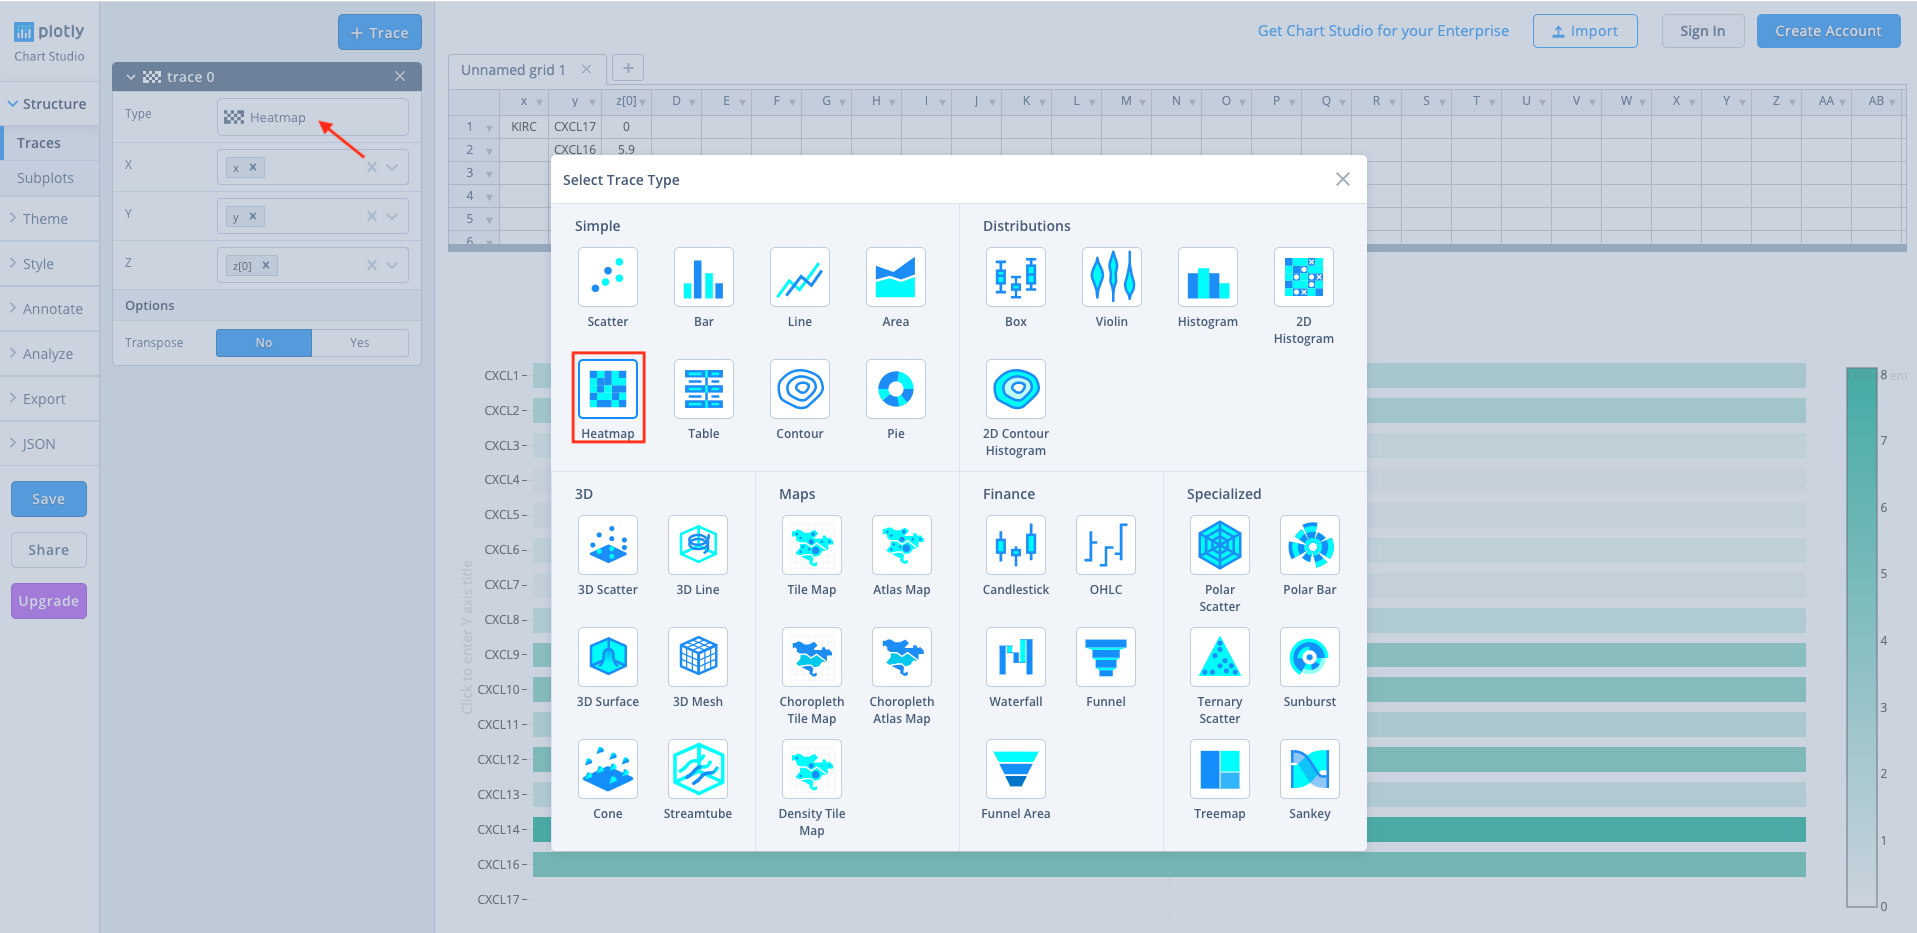 plotly
Chart Studio
+ Trace
Get Chart Studio for your Enterprise
Import
Sign In
Create Account
Structure
Traces
Subplots
Theme
Style
Annotate
Analyze
Export
JSON
Save
Share
Upgrade
trace 0
Type
Heatmap
X
x
Y
y
Z
z[0]
Options
Transpose
No
Yes
Unnamed grid 1
x y z[0] D E F G H I J K L M N O P Q R S T U V W X Y Z AA AB
1 KIRC CXCL17 0
2 CXCL16 5.9
3
4
5
6
Select Trace Type
Simple
Scatter
Bar
Line
Area
Heatmap
Table
Contour
Pie
Distributions
Box
Violin
Histogram
2D
Histogram
2D Contour
Histogram
3D
3D Scatter
3D Line
3D Surface
3D Mesh
Cone
Streamtube
Maps
Tile Map
Atlas Map
Choropleth
Tile Map
Choropleth
Atlas Map
Density Tile
Map
Finance
Candlestick
OHLC
Waterfall
Funnel
Funnel Area
Specialized
Polar
Scatter
Polar Bar
Ternary
Scatter
Sunburst
Treemap
Sankey
Click to enter Y axis title
CXCL1
CXCL2
CXCL3
CXCL4
CXCL5
CXCL6
CXCL7
CXCL8
CXCL9
CXCL10
CXCL11
CXCL12
CXCL13
CXCL14
CXCL16
CXCL17
8
7
6
5
4
3
2
1
0